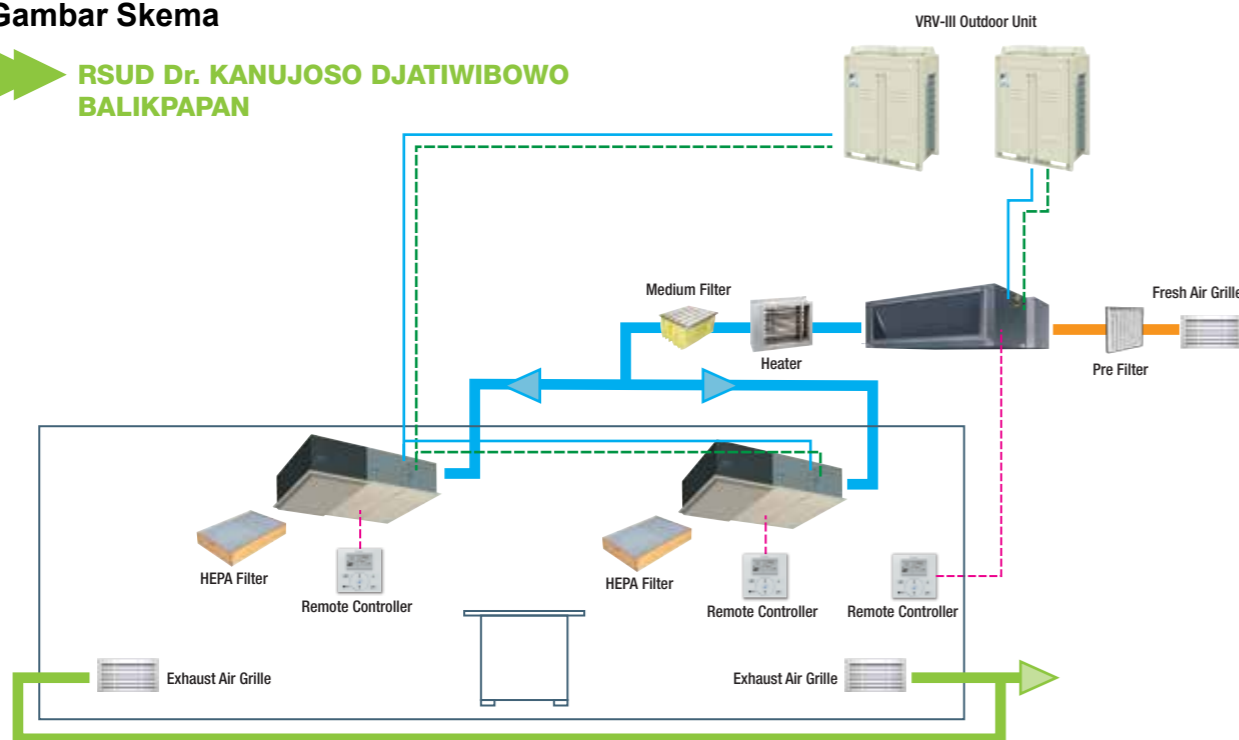 Gambar Skema
VRV-III Outdoor Unit
RSUD Dr. KANUJOSO DJATIWIBOWO
BALIKPAPAN
Medium Filter
Fresh Air Grille
Heater
Pre Filter
HEPA Filter
HEPA Filter
Remote Controller
Remote Controller
Remote Controller
Exhaust Air Grille
Exhaust Air Grille